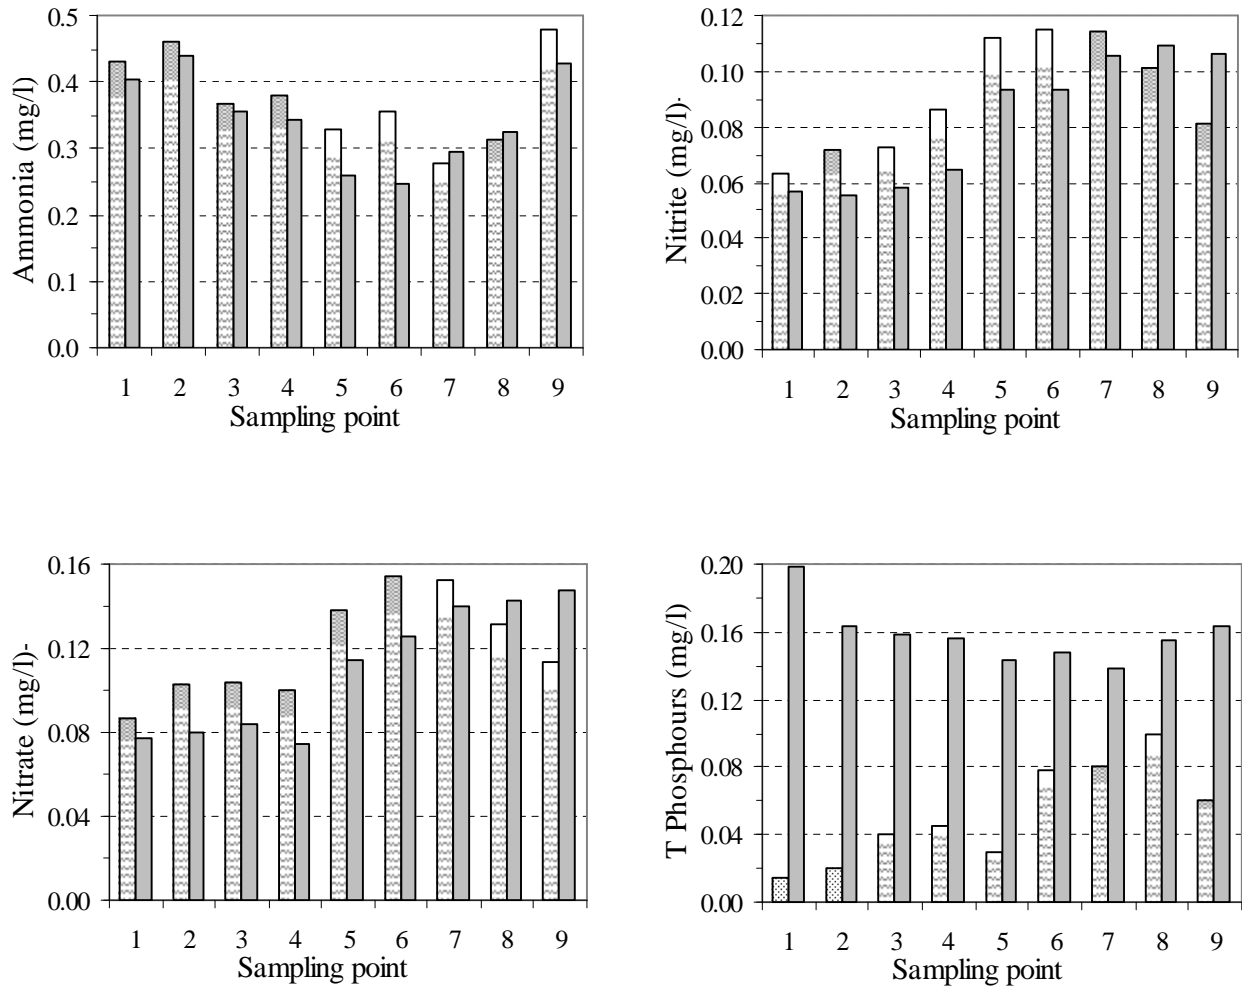 Ammonia (mg/l)
0.5
0.4
0.3
0.2
0.1
0.0
1 2 3 4 5 6 7 8 9
Sampling point
Nitrite (mg/l)-
0.12
0.10
0.08
0.06
0.04
0.02
0.00
1 2 3 4 5 6 7 8 9
Sampling point
Nitrate (mg/l)-
0.16
0.12
0.08
0.04
0.00
1 2 3 4 5 6 7 8 9
Sampling point
T Phosphours (mg/l)
0.20
0.16
0.12
0.08
0.04
0.00
1 2 3 4 5 6 7 8 9
Sampling point